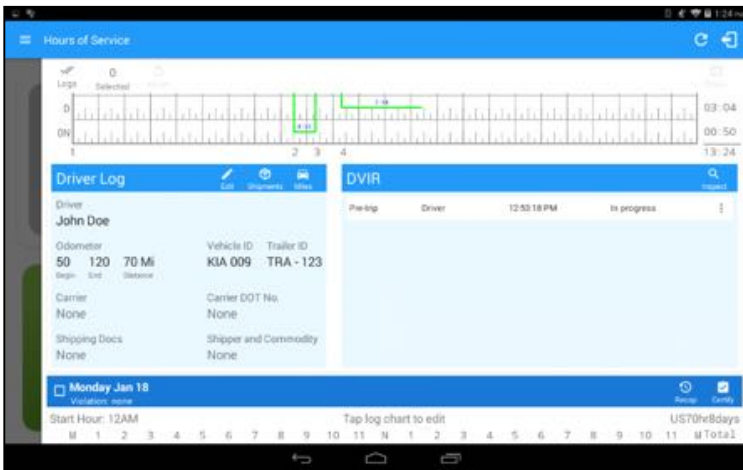 1:24 PM
Hours of Service
Logs
0
Selected
D
03:04
ON
00:50
1 2 3 4 13:24
Driver Log
Edit Shipments Miles
DVIR
Inspect
Driver
John Doe
Pre-trip Driver 12:53:18 PM In progress
Odometer Vehicle ID Trailer ID
50 120 70 Mi KIA 009 TRA - 123
Begin End Distance
Carrier Carrier DOT No.
None None
Shipping Docs Shipper and Commodity
None None
Monday Jan 18
Violation: none
Recap Certify
Start Hour: 12AM Tap log chart to edit US70hr8days
M 1 2 3 4 5 6 7 8 9 10 11 N 1 2 3 4 5 6 7 8 9 10 11 M Total